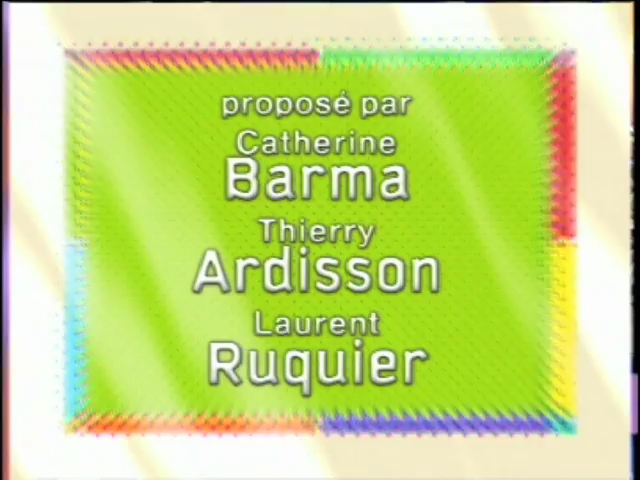 proposé par
Catherine
Barma
Thierry
Ardisson
Laurent
Ruquier